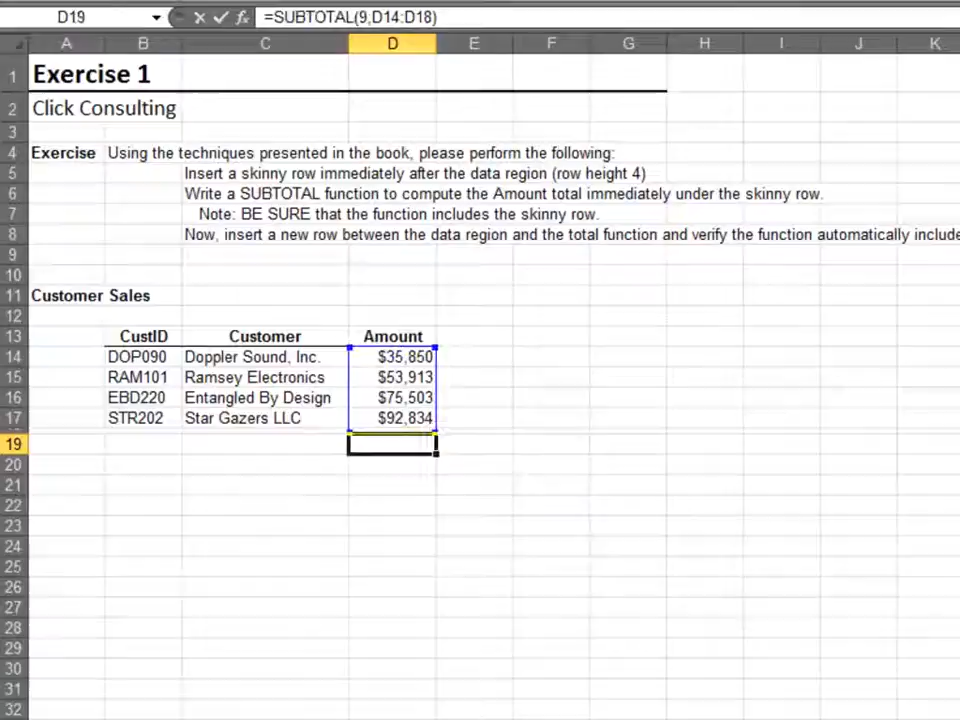 D19 fx =SUBTOTAL(9,D14:D18)
A B C D E F G H I J K
1 Exercise 1
2 Click Consulting
3
4 Exercise Using the techniques presented in the book, please perform the following:
5 Insert a skinny row immediately after the data region (row height 4)
6 Write a SUBTOTAL function to compute the Amount total immediately under the skinny row.
7 Note: BE SURE that the function includes the skinny row.
8 Now, insert a new row between the data region and the total function and verify the function automatically include
9
10
11 Customer Sales
12
13 CustID Customer Amount
14 DOP090 Doppler Sound, Inc. $35,850
15 RAM101 Ramsey Electronics $53,913
16 EBD220 Entangled By Design $75,503
17 STR202 Star Gazers LLC $92,834
19
20
21
22
23
24
25
26
27
28
29
30
31
32